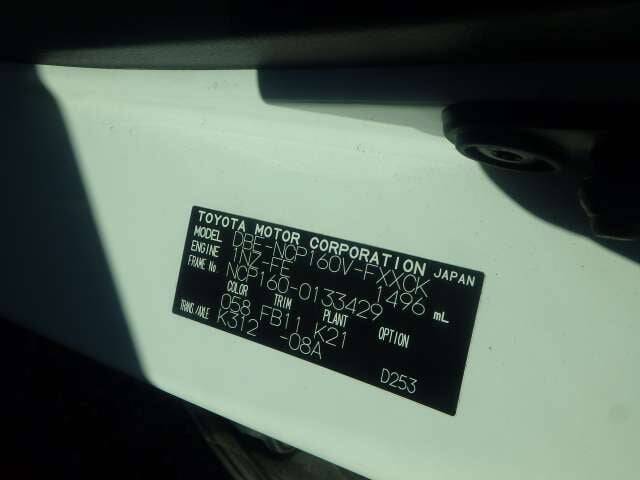 TOYOTA MOTOR CORPORATION JAPAN
MODEL DBE-NCP160V-FXXCK
ENGINE 1NZ-FE 1496 mL
FRAME No. NCP160-0133429
COLOR TRIM PLANT OPTION
058 FB11 K21
TRANS./AXLE K312 -08A
D253